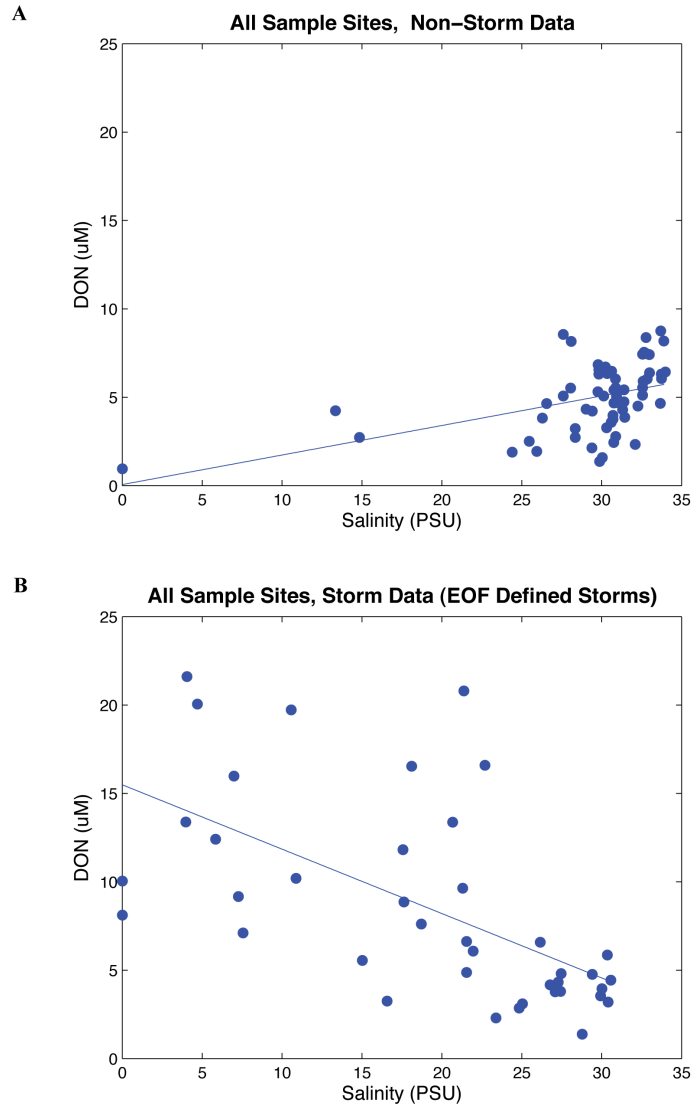 A
All Sample Sites,  Non–Storm Data
25
20
15
10
5
0
DON (uM)
0 5 10 15 20 25 30 35
Salinity (PSU)
B
All Sample Sites, Storm Data (EOF Defined Storms)
25
20
15
10
5
0
DON (uM)
0 5 10 15 20 25 30 35
Salinity (PSU)